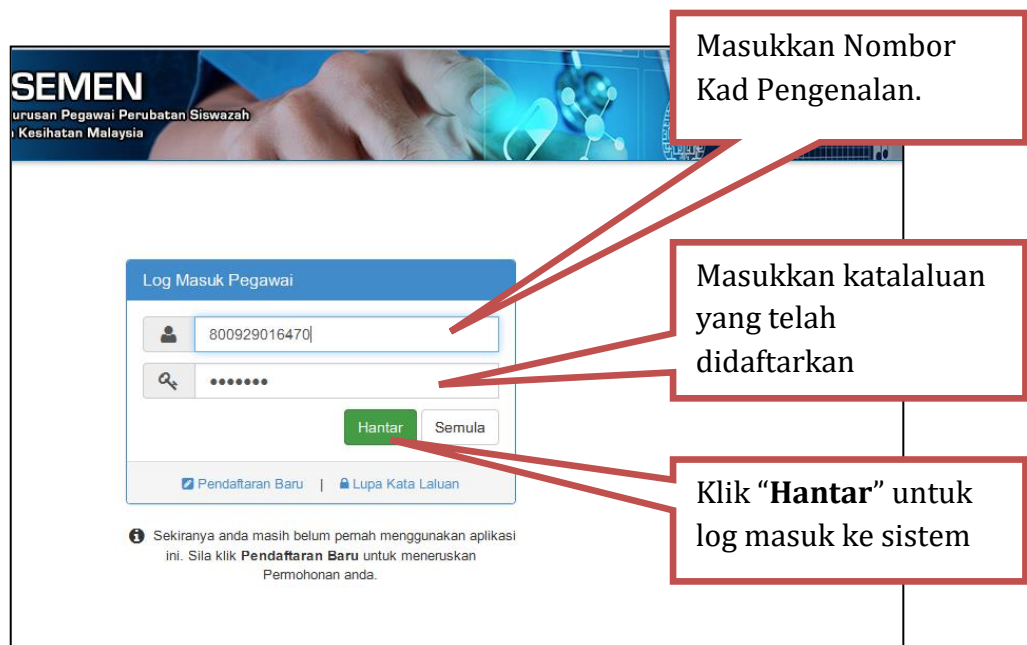 Masukkan Nombor
Kad Pengenalan.
SEMEN
urusan Pegawai Perubatan Siswazah
Kesihatan Malaysia
Log Masuk Pegawai
800929016470
•••••••
Hantar Semula
Pendaftaran Baru | Lupa Kata Laluan
Sekiranya anda masih belum pernah menggunakan aplikasi
ini. Sila klik Pendaftaran Baru untuk meneruskan
Permohonan anda.
Masukkan katalaluan
yang telah
didaftarkan
Klik “Hantar” untuk
log masuk ke sistem